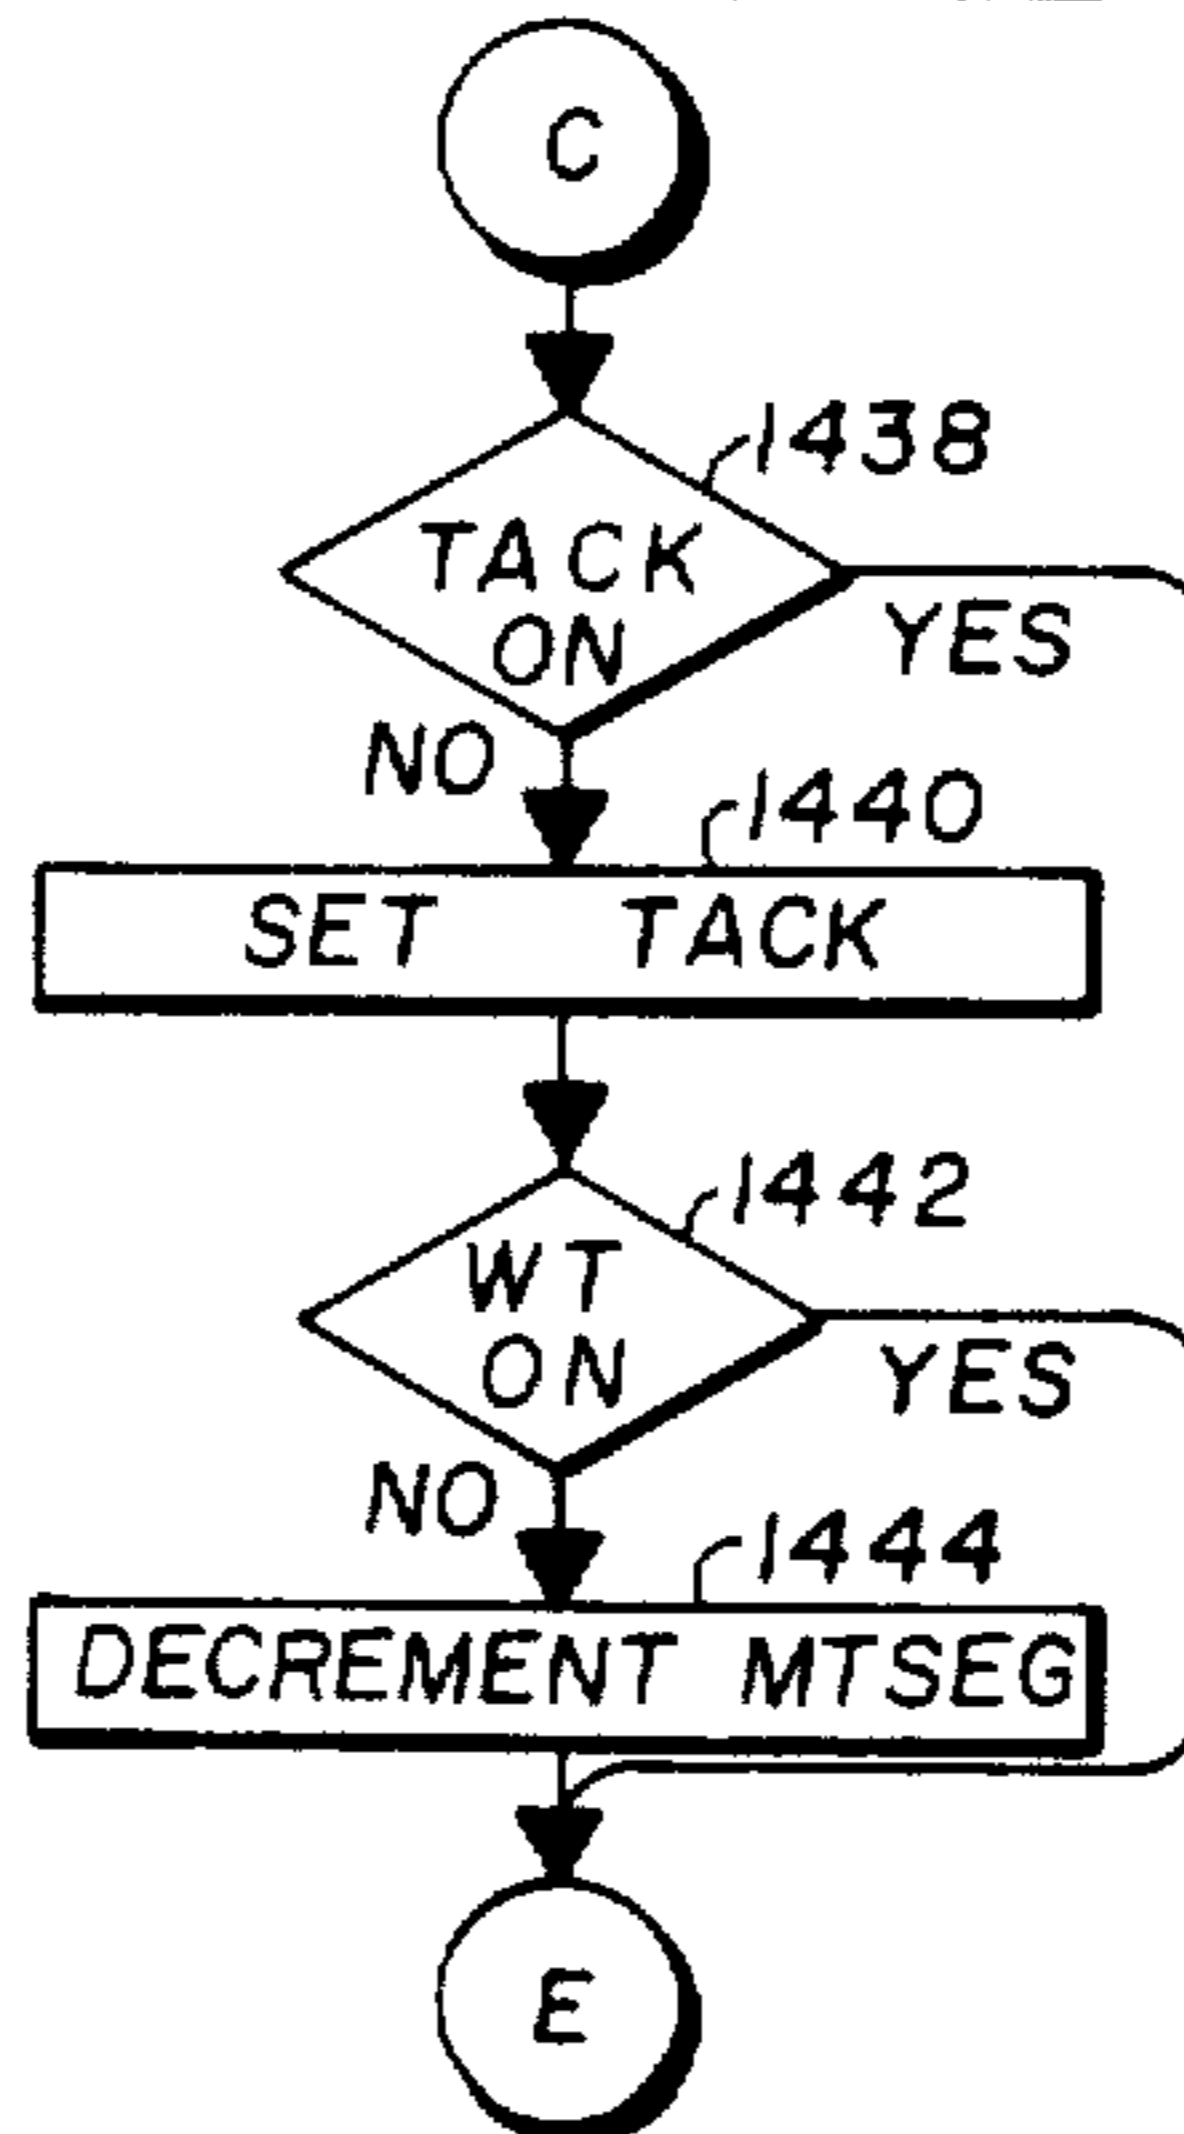 C
1438
TACK
ON
YES
NO
1440
SET TACK
1442
WT
ON
YES
NO
1444
DECREMENT MTSEG
E